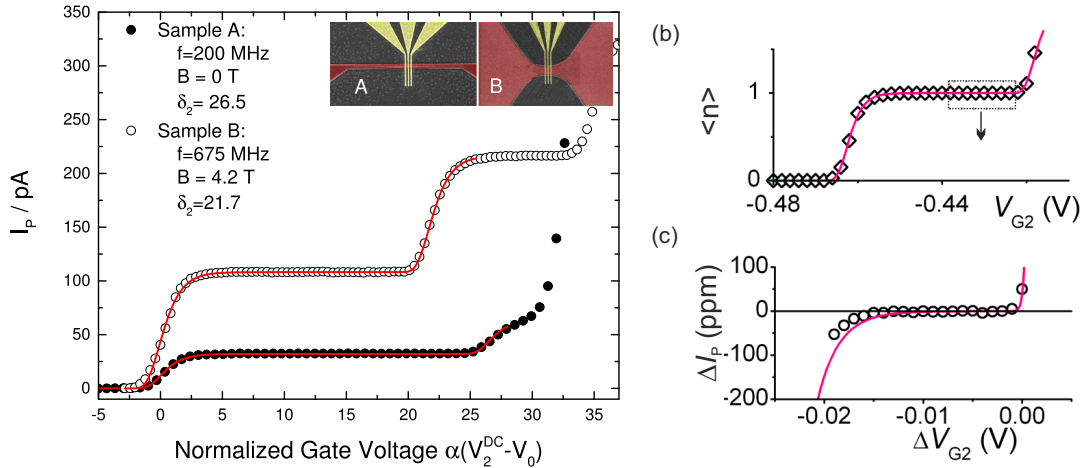 350
300
250
200
150
100
50
0
I_P / pA
Sample A:
f=200 MHz
B = 0 T
δ₂= 26.5
Sample B:
f=675 MHz
B = 4.2 T
δ₂=21.7
A
B
-5 0 5 10 15 20 25 30 35
Normalized Gate Voltage α(V₂^DC-V₀)
(b)
<n>
1
0
-0.48 -0.44 V_G2 (V)
(c)
ΔI_P (ppm)
100
0
-100
-200
-0.02 -0.01 0.00
ΔV_G2 (V)